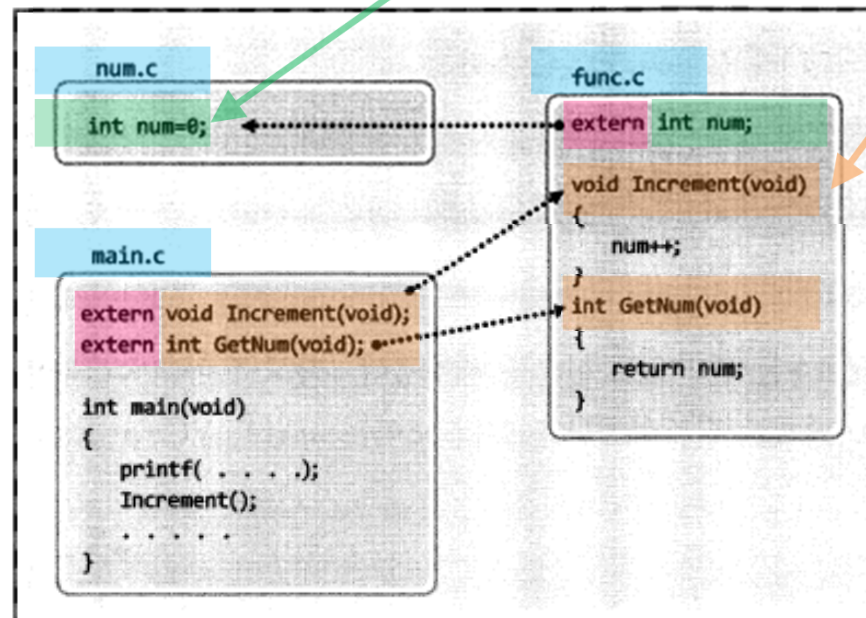 num.c
int num=0;
func.c
extern int num;
void Increment(void)
{
num++;
}
int GetNum(void)
{
return num;
}
main.c
extern void Increment(void);
extern int GetNum(void);
int main(void)
{
printf( . . . .);
Increment();
. . . . .
}